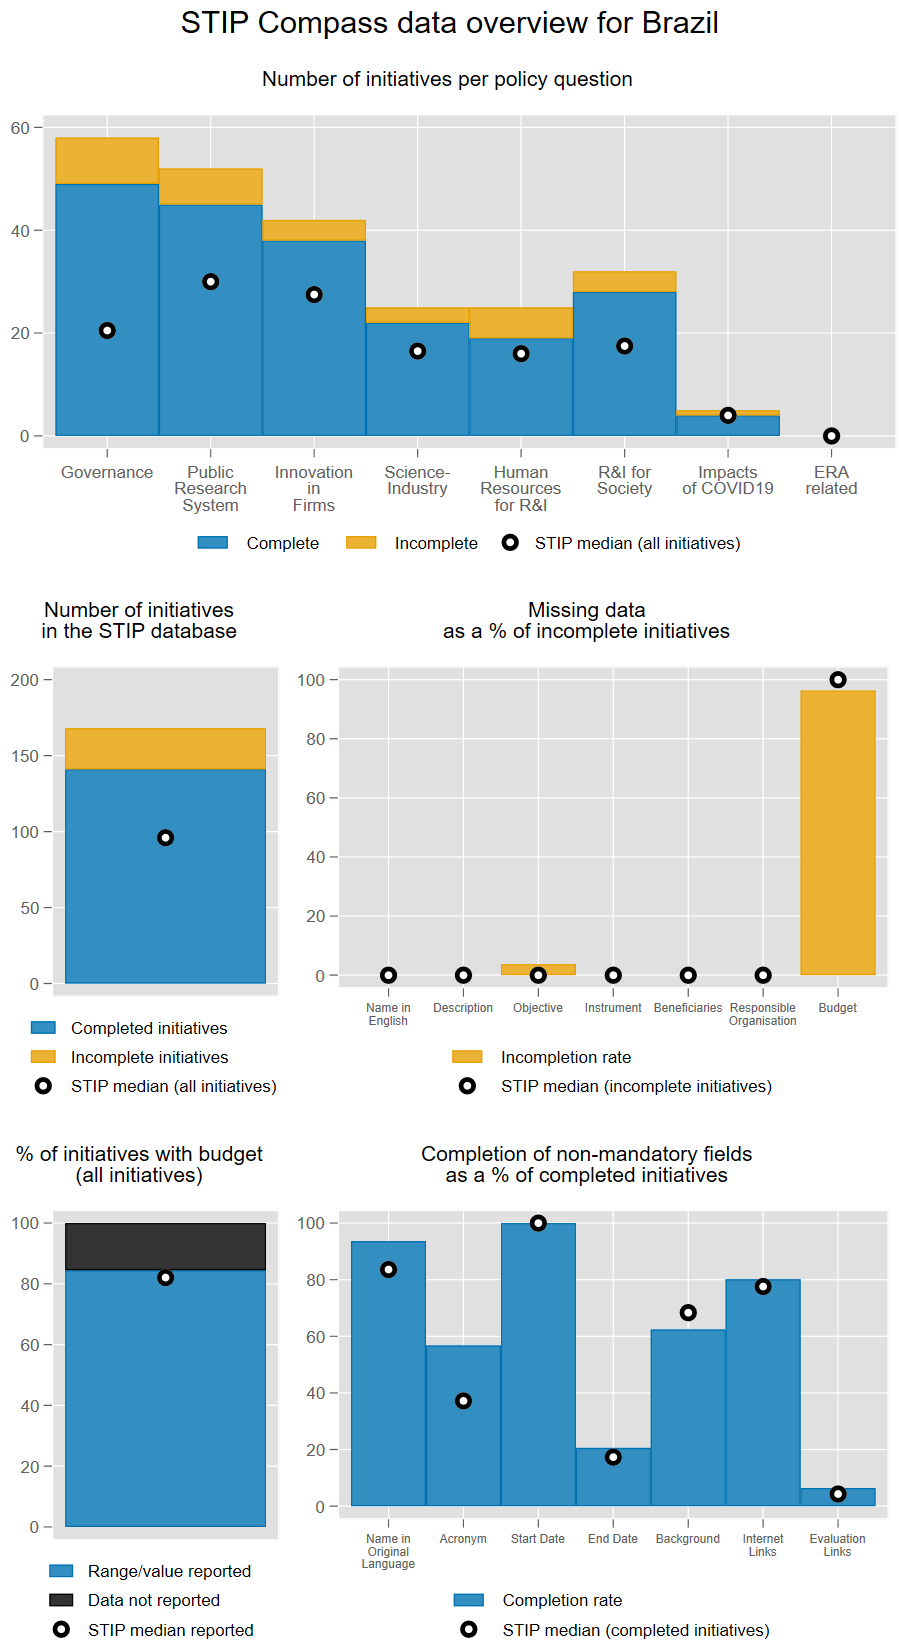 STIP Compass data overview for Brazil
Number of initiatives per policy question
60
40
20
0
Governance
Public
Research
System
Innovation
in
Firms
Science-
Industry
Human
Resources
for R&I
R&I for
Society
Impacts
of COVID19
ERA
related
Complete
Incomplete
STIP median (all initiatives)
Number of initiatives
in the STIP database
200
150
100
50
0
Completed initiatives
Incomplete initiatives
STIP median (all initiatives)
Missing data
as a % of incomplete initiatives
100
80
60
40
20
0
Name in
English
Description
Objective
Instrument
Beneficiaries
Responsible
Organisation
Budget
Incompletion rate
STIP median (incomplete initiatives)
% of initiatives with budget
(all initiatives)
100
80
60
40
20
0
Range/value reported
Data not reported
STIP median reported
Completion of non-mandatory fields
as a % of completed initiatives
100
80
60
40
20
0
Name in
Original
Language
Acronym
Start Date
End Date
Background
Internet
Links
Evaluation
Links
Completion rate
STIP median (completed initiatives)